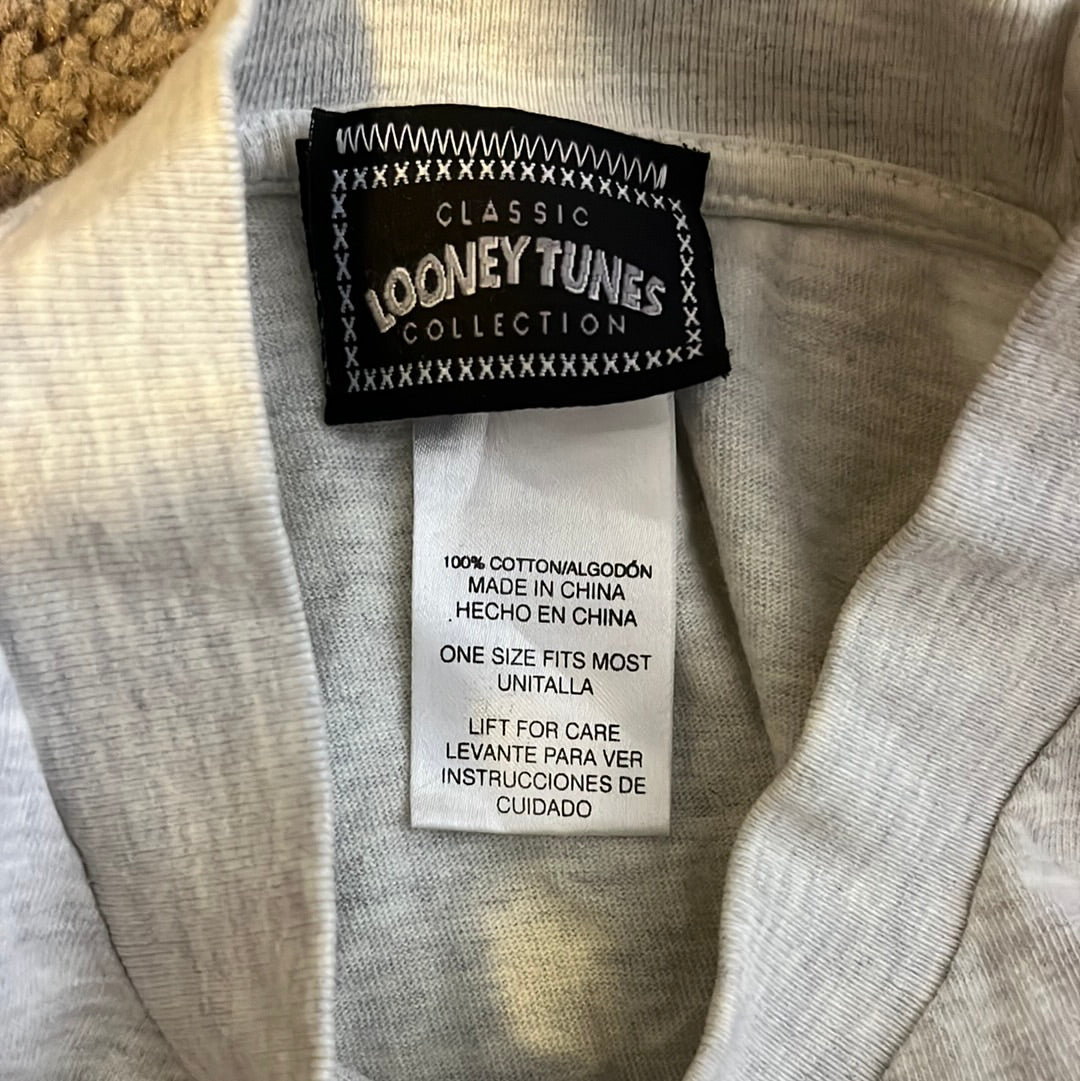 CLASSIC
LOONEY TUNES
COLLECTION
100% COTTON/ALGODÓN
MADE IN CHINA
HECHO EN CHINA
ONE SIZE FITS MOST
UNITALLA
LIFT FOR CARE
LEVANTE PARA VER
INSTRUCCIONES DE
CUIDADO